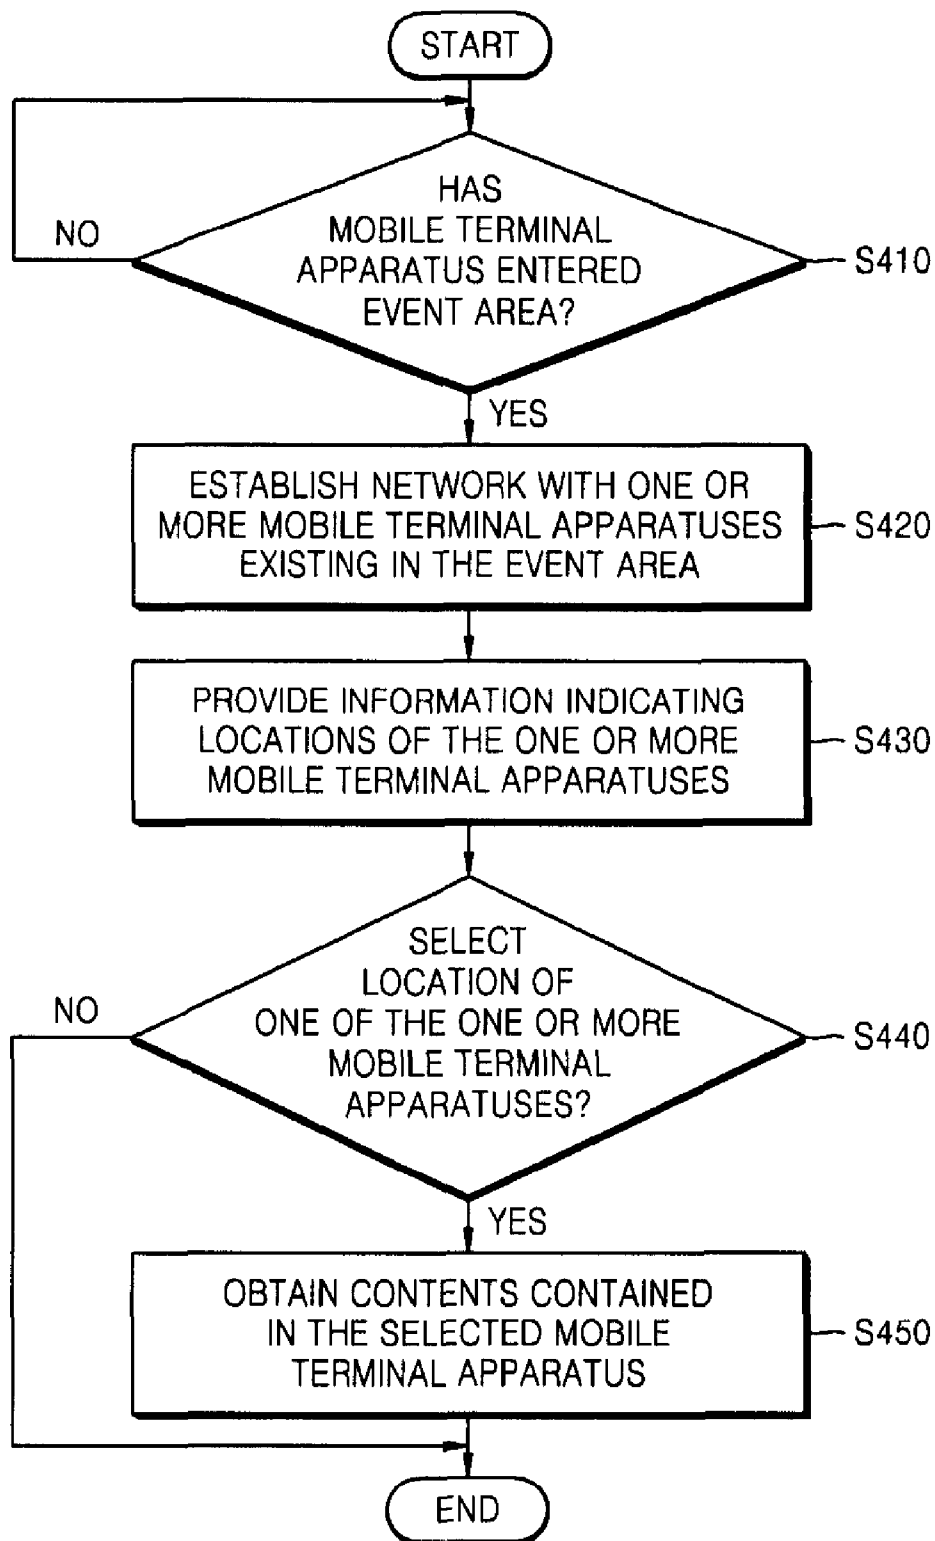 START
HAS
MOBILE TERMINAL
APPARATUS ENTERED
EVENT AREA?
NO
S410
YES
ESTABLISH NETWORK WITH ONE OR
MORE MOBILE TERMINAL APPARATUSES
EXISTING IN THE EVENT AREA
S420
PROVIDE INFORMATION INDICATING
LOCATIONS OF THE ONE OR MORE
MOBILE TERMINAL APPARATUSES
S430
SELECT
LOCATION OF
ONE OF THE ONE OR MORE
MOBILE TERMINAL
APPARATUSES?
NO
S440
YES
OBTAIN CONTENTS CONTAINED
IN THE SELECTED MOBILE
TERMINAL APPARATUS
S450
END